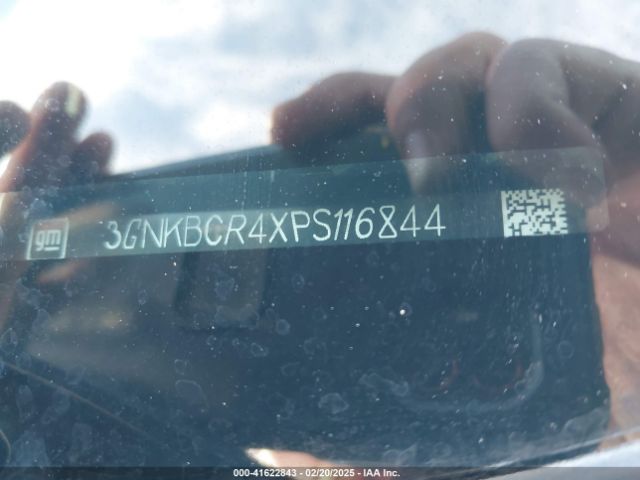 gm 3GNKBCR4XPS116844
000-41622843 - 02/20/2025 - IAA Inc.